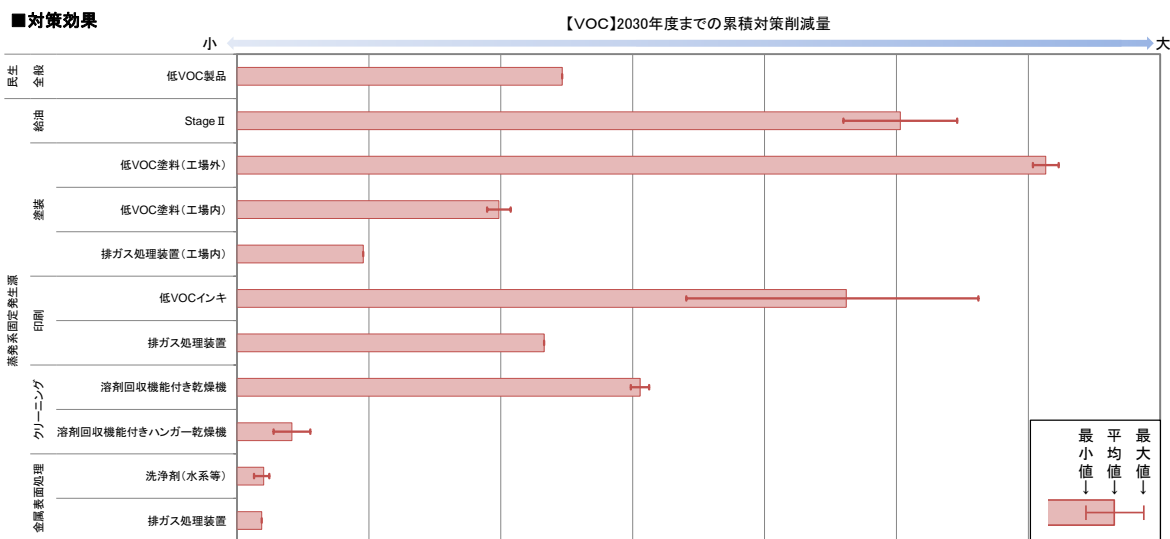 ■対策効果
【VOC】2030年度までの累積対策削減量
小
大
民生
全般
低VOC製品
蒸発系固定発生源
給油
StageⅡ
塗装
低VOC塗料(工場外)
低VOC塗料(工場内)
排ガス処理装置(工場内)
印刷
低VOCインキ
排ガス処理装置
クリーニング
溶剤回収機能付き乾燥機
溶剤回収機能付きハンガー乾燥機
金属表面処理
洗浄剤(水系等)
排ガス処理装置
最小値→
平均値→
最大値→